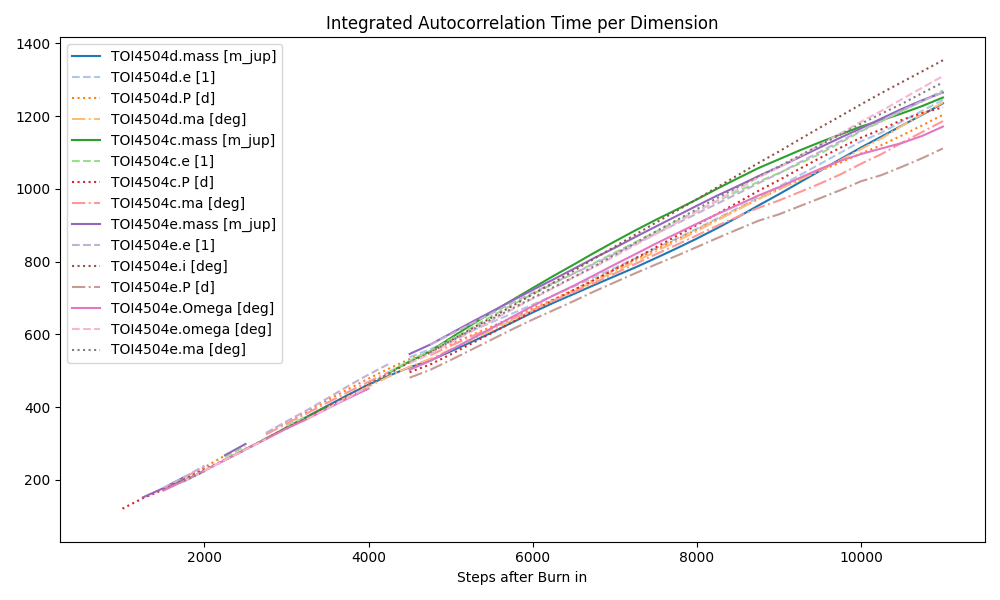 Integrated Autocorrelation Time per Dimension
1400
1200
1000
800
600
400
200
TOI4504d.mass [m_jup]
TOI4504d.e [1]
TOI4504d.P [d]
TOI4504d.ma [deg]
TOI4504c.mass [m_jup]
TOI4504c.e [1]
TOI4504c.P [d]
TOI4504c.ma [deg]
TOI4504e.mass [m_jup]
TOI4504e.e [1]
TOI4504e.i [deg]
TOI4504e.P [d]
TOI4504e.Omega [deg]
TOI4504e.omega [deg]
TOI4504e.ma [deg]
2000 4000 6000 8000 10000
Steps after Burn in